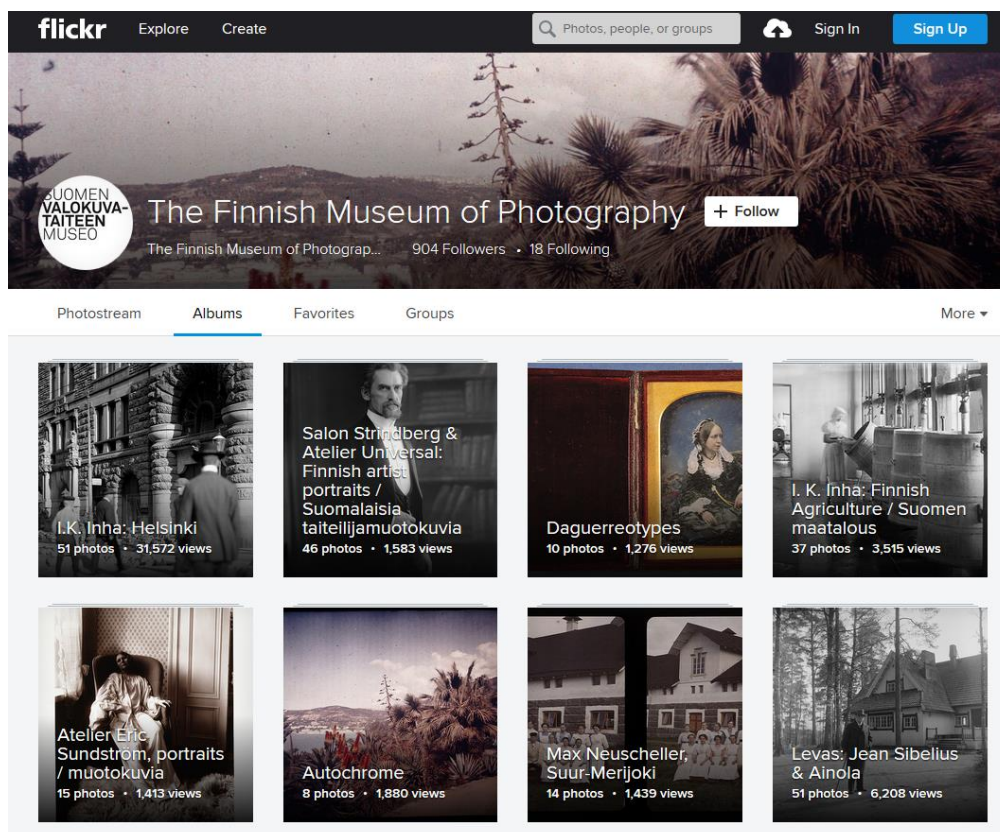 flickr Explore Create Photos, people, or groups Sign In Sign Up
SUOMEN
VALOKUVA-
TAITEEN
MUSEO
The Finnish Museum of Photography + Follow
The Finnish Museum of Photograp... 904 Followers • 18 Following
Photostream Albums Favorites Groups More
I.K. Inha: Helsinki
51 photos • 31,572 views
Salon Strindberg &
Atelier Universal:
Finnish artist
portraits /
Suomalaisia
taiteilijamuotokuvia
46 photos • 1,583 views
Daguerreotypes
10 photos • 1,276 views
I. K. Inha: Finnish
Agriculture / Suomen
maatalous
37 photos • 3,515 views
Atelier Eric
Sundström, portraits
/ muotokuvia
15 photos • 1,413 views
Autochrome
8 photos • 1,880 views
Max Neuscheller,
Suur-Merijoki
14 photos • 1,439 views
Levas: Jean Sibelius
& Ainola
51 photos • 6,208 views